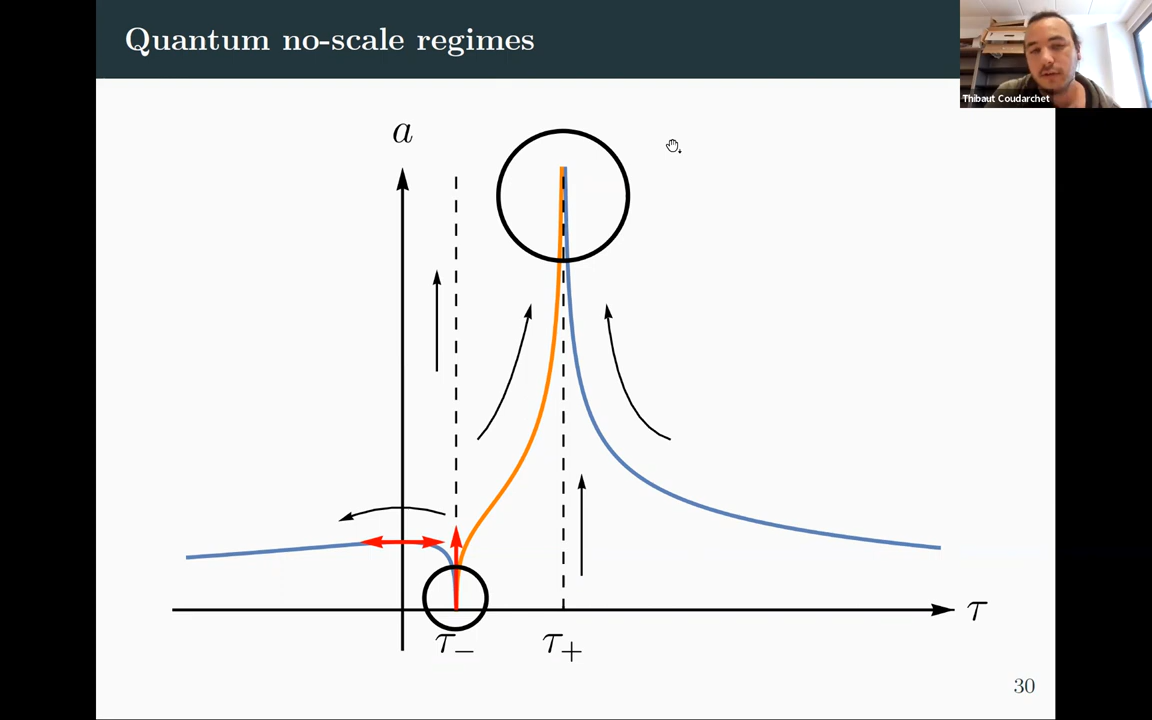 Quantum no-scale regimes
Thibaut Coudarchet
a
τ
τ₋
τ₊
30